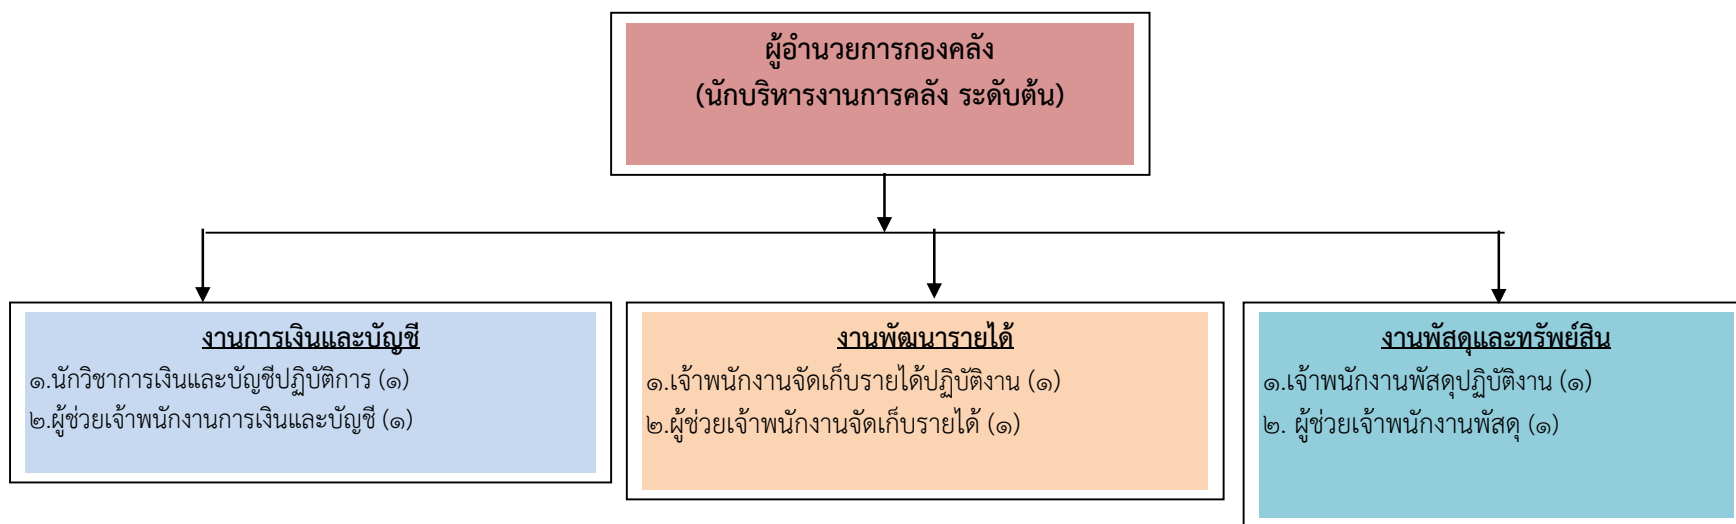 ผู้อำนวยการกองคลัง
(นักบริหารงานการคลัง ระดับต้น)
งานการเงินและบัญชี
๑.นักวิชาการเงินและบัญชีปฏิบัติการ (๑)
๒.ผู้ช่วยเจ้าพนักงานการเงินและบัญชี (๑)
งานพัฒนารายได้
๑.เจ้าพนักงานจัดเก็บรายได้ปฏิบัติงาน (๑)
๒.ผู้ช่วยเจ้าพนักงานจัดเก็บรายได้ (๑)
งานพัสดุและทรัพย์สิน
๑.เจ้าพนักงานพัสดุปฏิบัติงาน (๑)
๒. ผู้ช่วยเจ้าพนักงานพัสดุ (๑)